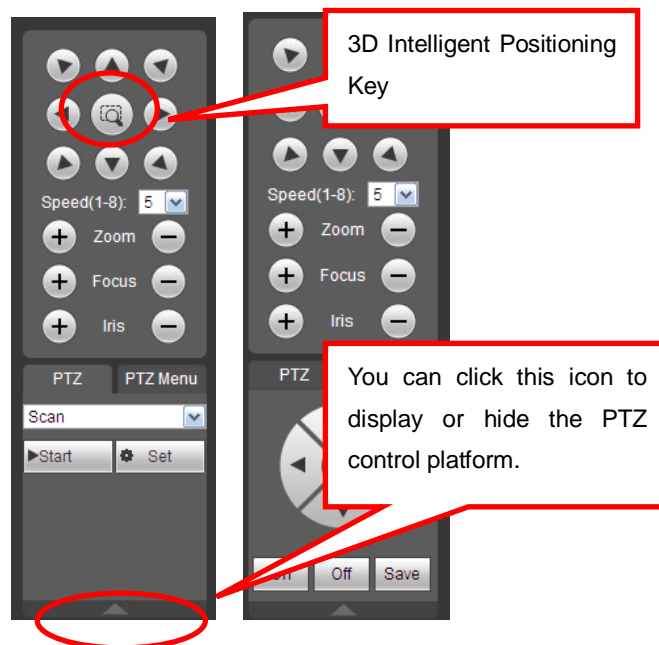 3D Intelligent Positioning
Key
Speed(1-8): 5
Zoom
Focus
Iris
PTZ PTZ Menu
Scan
Start Set
Speed(1-8): 5
Zoom
Focus
Iris
PTZ
You can click this icon to
display or hide the PTZ
control platform.
Off Save